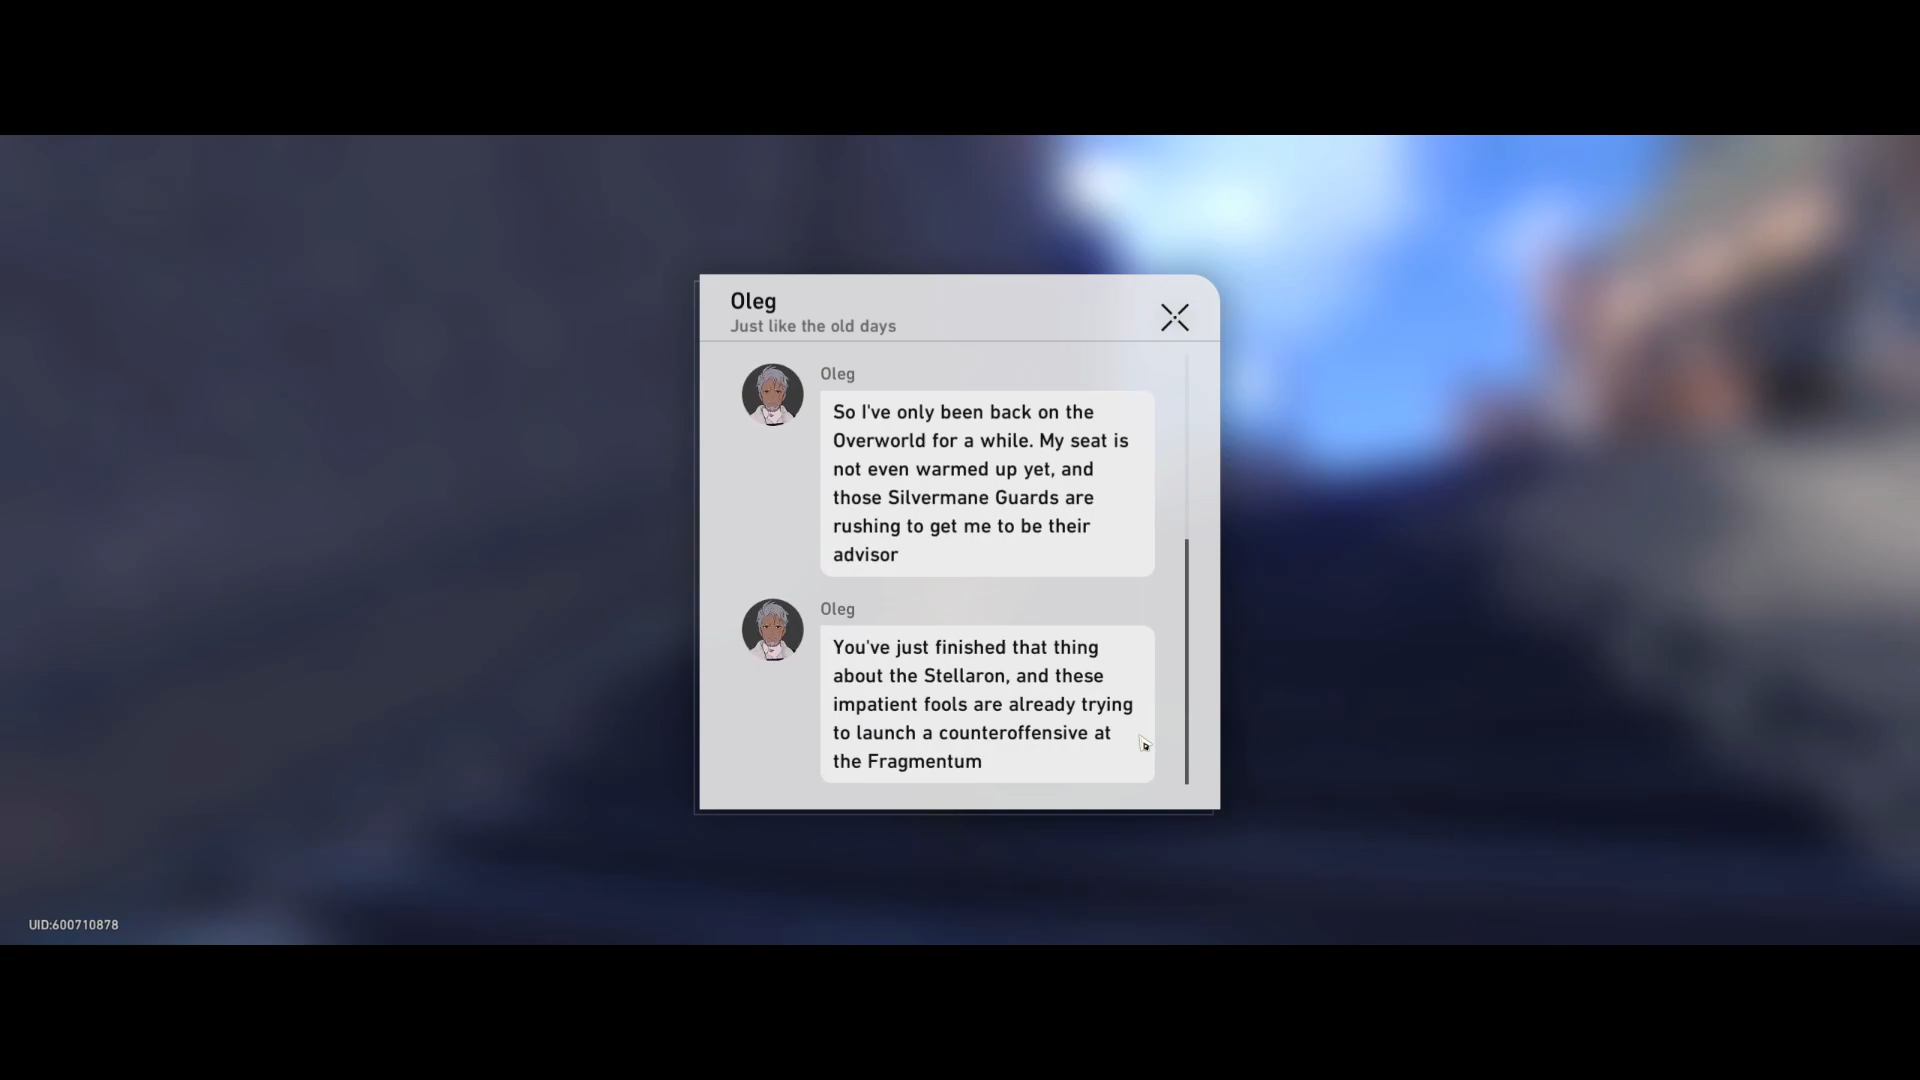 Oleg
Just like the old days
Oleg
So I've only been back on the
Overworld for a while. My seat is
not even warmed up yet, and
those Silvermane Guards are
rushing to get me to be their
advisor
Oleg
You've just finished that thing
about the Stellaron, and these
impatient fools are already trying
to launch a counteroffensive at
the Fragmentum
UID:600710878